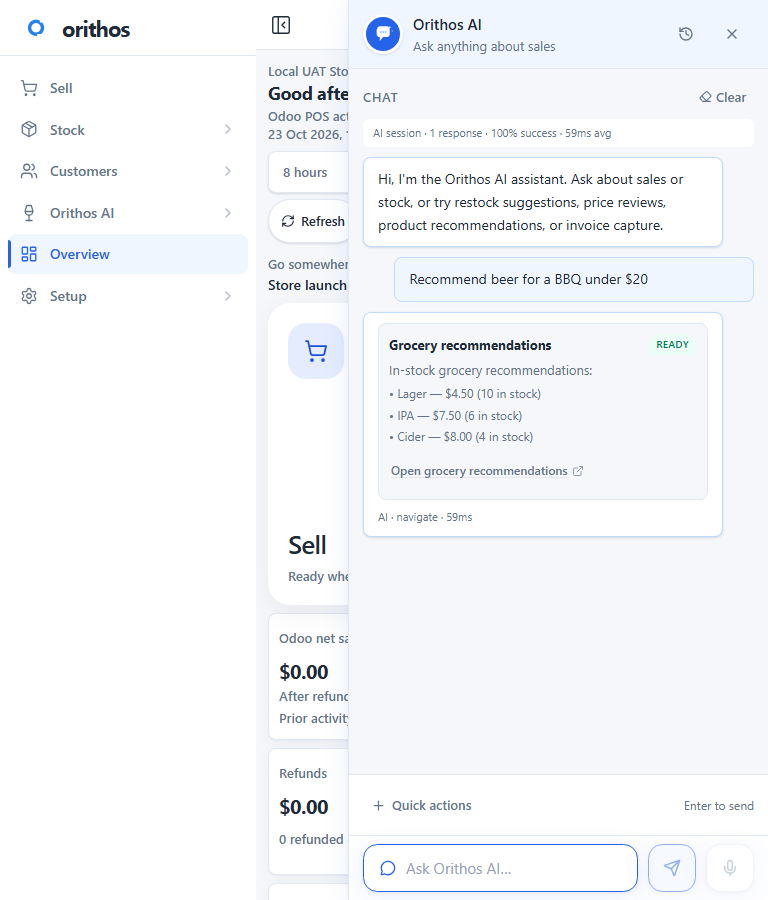 orithos
Sell
Stock
Customers
Orithos AI
Overview
Setup
Local UAT Sto
Good afte
Odoo POS act
23 Oct 2026,
8 hours
Refresh
Go somewher
Store launch
Sell
Ready whe
Odoo net sa
$0.00
After refund
Prior activity
Refunds
$0.00
0 refunded
Orithos AI
Ask anything about sales
CHAT
Clear
AI session · 1 response · 100% success · 59ms avg
Hi, I'm the Orithos AI assistant. Ask about sales or
stock, or try restock suggestions, price reviews,
product recommendations, or invoice capture.
Recommend beer for a BBQ under $20
Grocery recommendations
READY
In-stock grocery recommendations:
• Lager — $4.50 (10 in stock)
• IPA — $7.50 (6 in stock)
• Cider — $8.00 (4 in stock)
Open grocery recommendations
AI · navigate · 59ms
Quick actions
Enter to send
Ask Orithos AI...